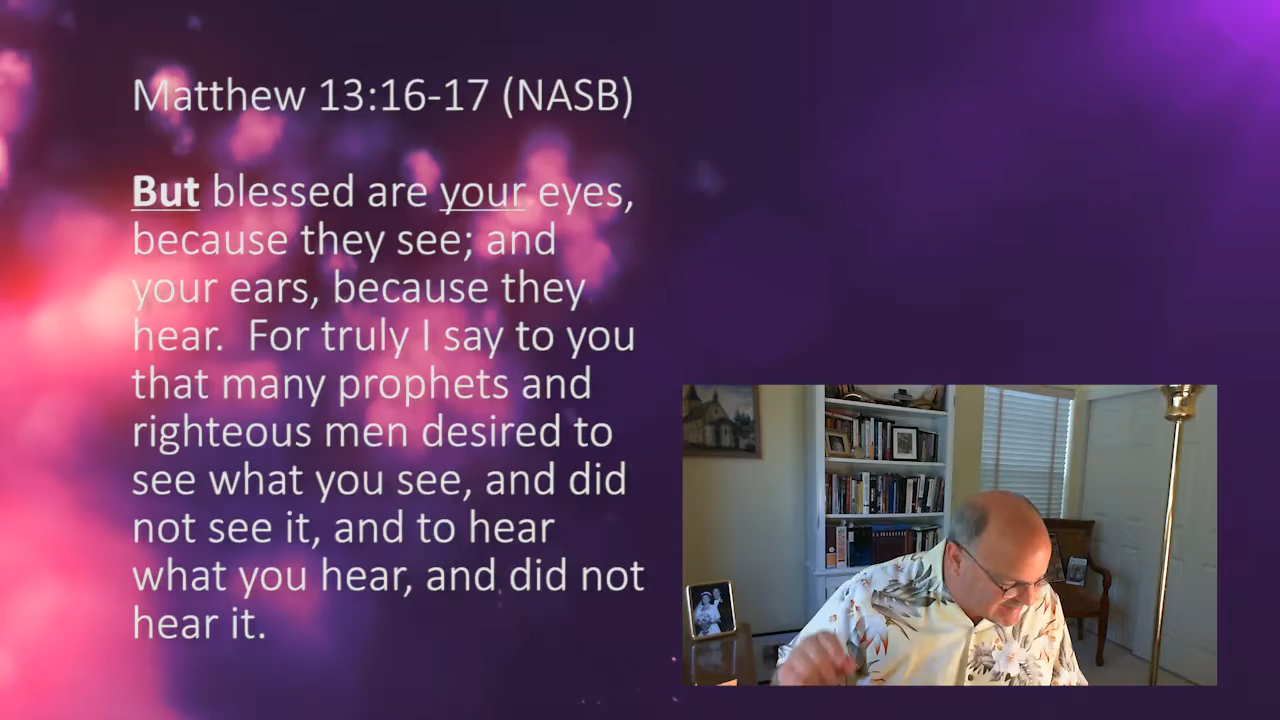 Matthew 13:16-17 (NASB)
But blessed are your eyes,
because they see; and
your ears, because they
hear.  For truly I say to you
that many prophets and
righteous men desired to
see what you see, and did
not see it, and to hear
what you hear, and did not
hear it.